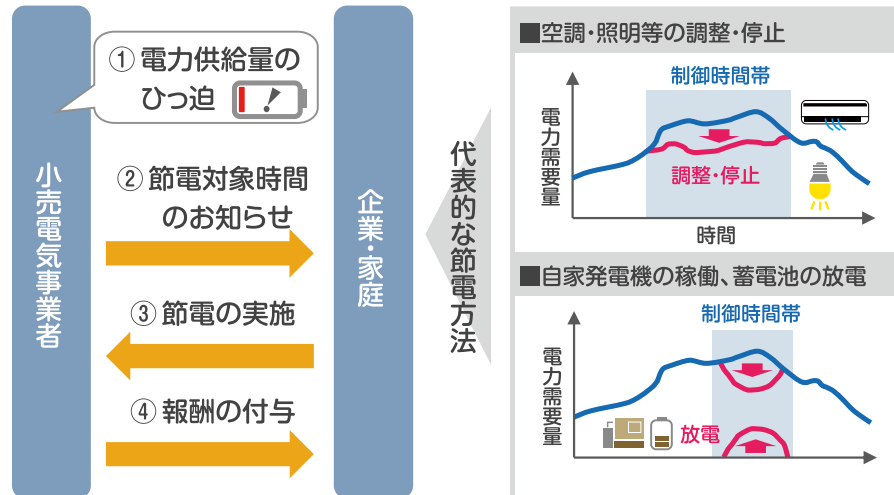 小売電気事業者
① 電力供給量の
ひっ迫
② 節電対象時間
のお知らせ
③ 節電の実施
④ 報酬の付与
企業・家庭
代表的な節電方法
■空調・照明等の調整・停止
制御時間帯
電力需要量
調整・停止
時間
■自家発電機の稼働、蓄電池の放電
制御時間帯
電力需要量
放電
時間